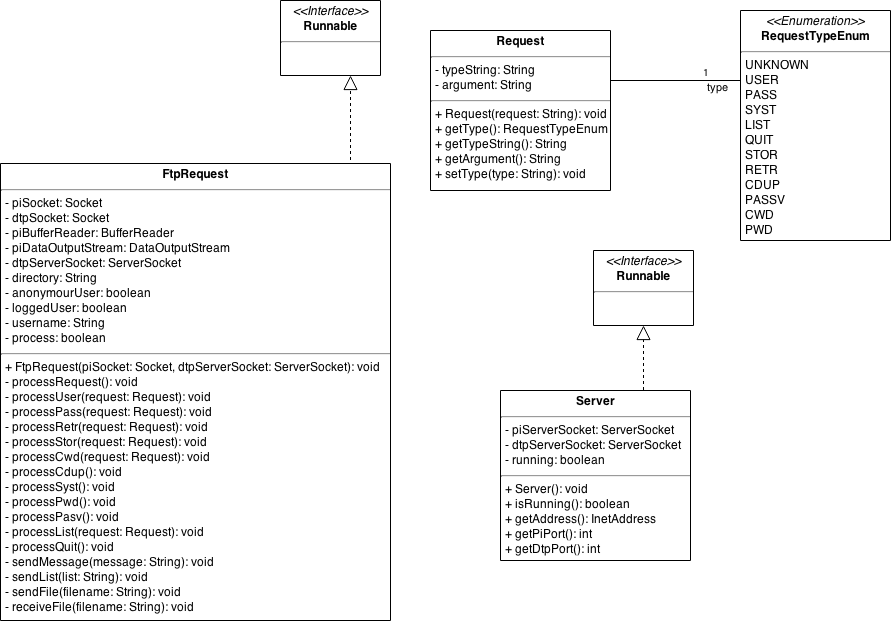 <<Interface>>
Runnable
FtpRequest
- piSocket: Socket
- dtpSocket: Socket
- piBufferReader: BufferReader
- piDataOutputStream: DataOutputStream
- dtpServerSocket: ServerSocket
- directory: String
- anonymourUser: boolean
- loggedUser: boolean
- username: String
- process: boolean
+ FtpRequest(piSocket: Socket, dtpServerSocket: ServerSocket): void
- processRequest(): void
- processUser(request: Request): void
- processPass(request: Request): void
- processRetr(request: Request): void
- processStor(request: Request): void
- processCwd(request: Request): void
- processCdup(): void
- processSyst(): void
- processPwd(): void
- processPasv(): void
- processList(request: Request): void
- processQuit(): void
- sendMessage(message: String): void
- sendList(list: String): void
- sendFile(filename: String): void
- receiveFile(filename: String): void
Request
- typeString: String
- argument: String
+ Request(request: String): void
+ getType(): RequestTypeEnum
+ getTypeString(): String
+ getArgument(): String
+ setType(type: String): void
1
type
<<Enumeration>>
RequestTypeEnum
UNKNOWN
USER
PASS
SYST
LIST
QUIT
STOR
RETR
CDUP
PASSV
CWD
PWD
<<Interface>>
Runnable
Server
- piServerSocket: ServerSocket
- dtpServerSocket: ServerSocket
- running: boolean
+ Server(): void
+ isRunning(): boolean
+ getAddress(): InetAddress
+ getPiPort(): int
+ getDtpPort(): int